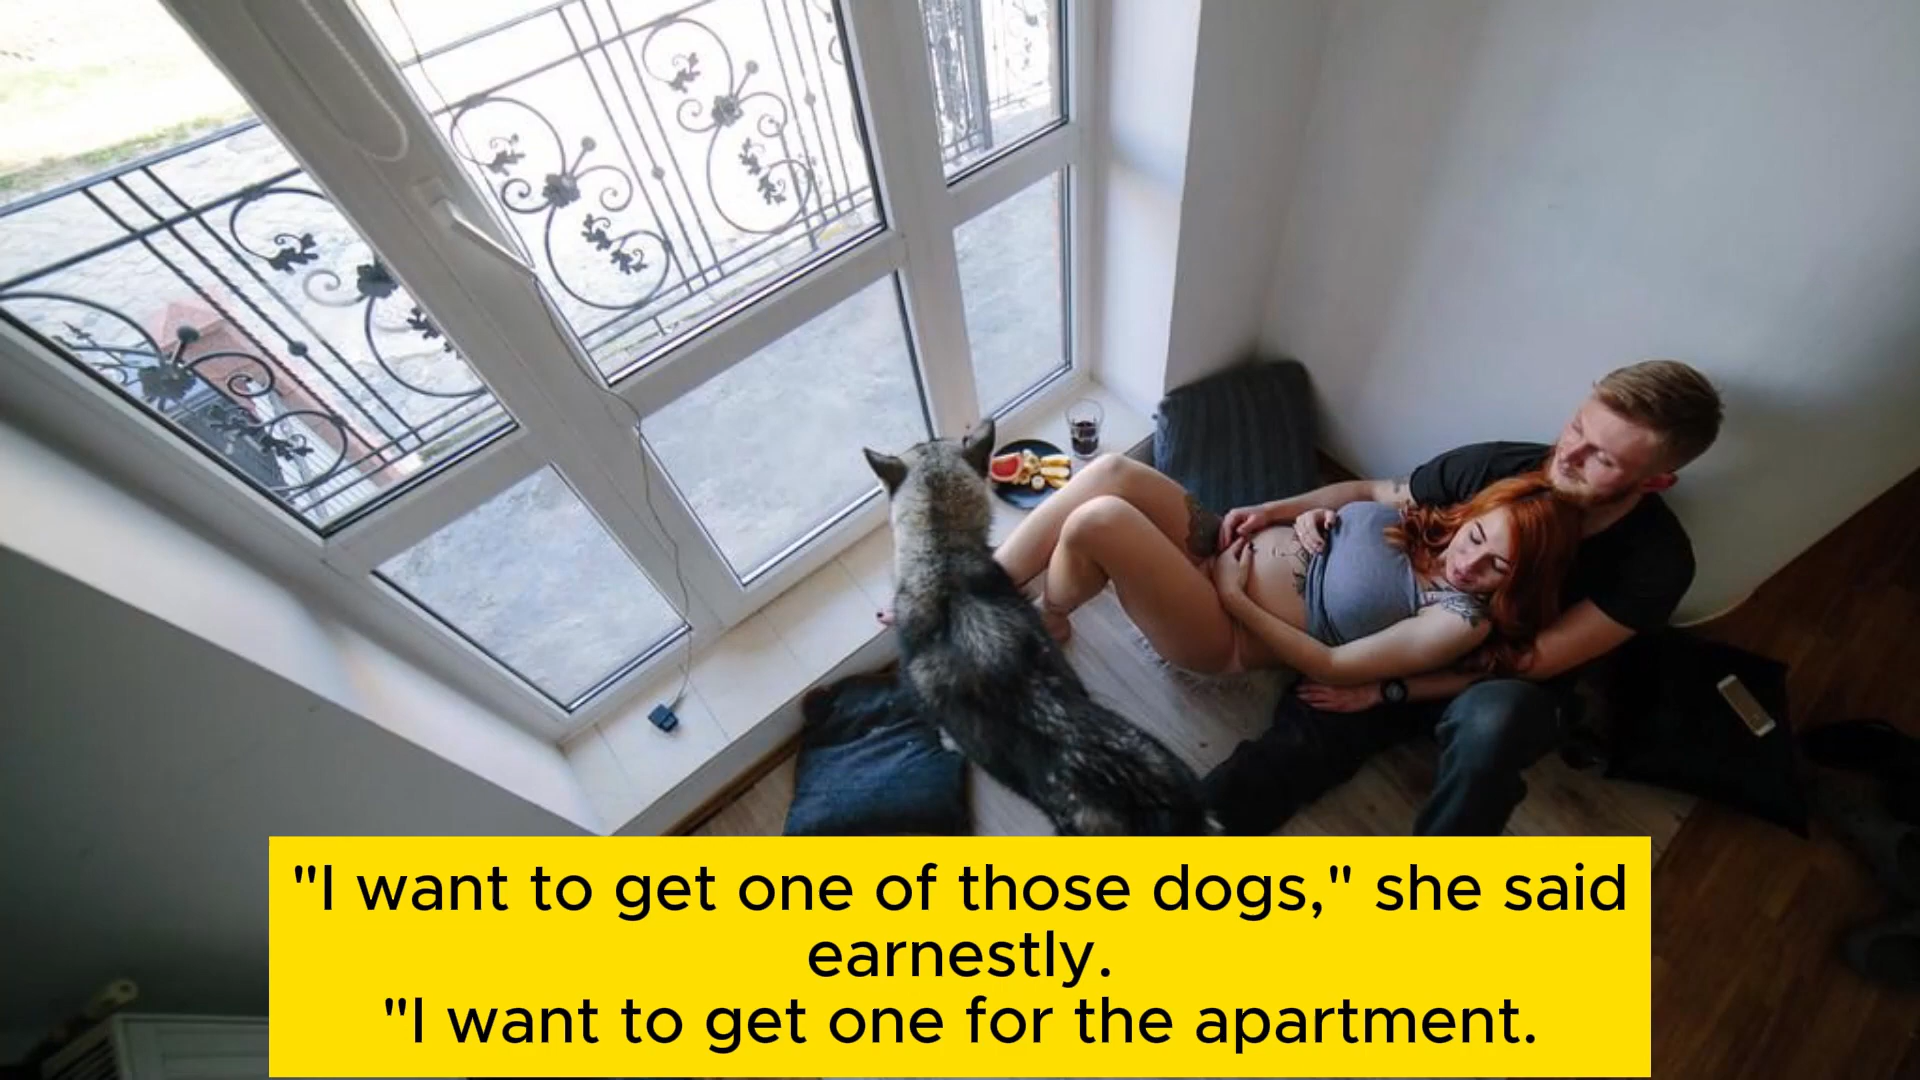 "I want to get one of those dogs," she said
earnestly.
"I want to get one for the apartment.